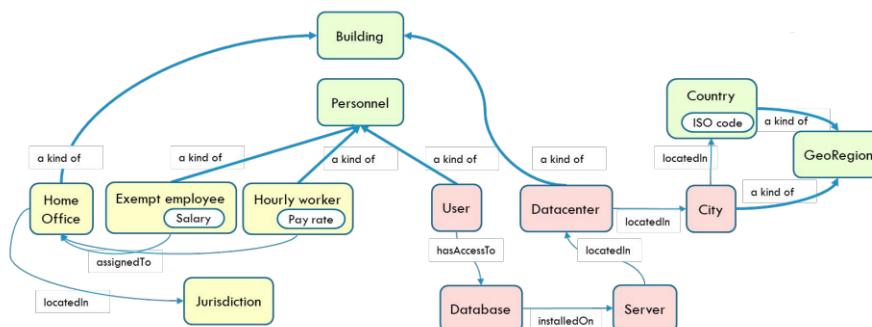 Building
Personnel
Country
ISO code
a kind of
GeoRegion
a kind of
a kind of
a kind of
a kind of
a kind of
locatedIn
a kind of
Home
Office
Exempt employee
Salary
Hourly worker
Pay rate
User
Datacenter
locatedIn
City
assignedTo
hasAccessTo
locatedIn
locatedIn
Jurisdiction
Database
installedOn
Server